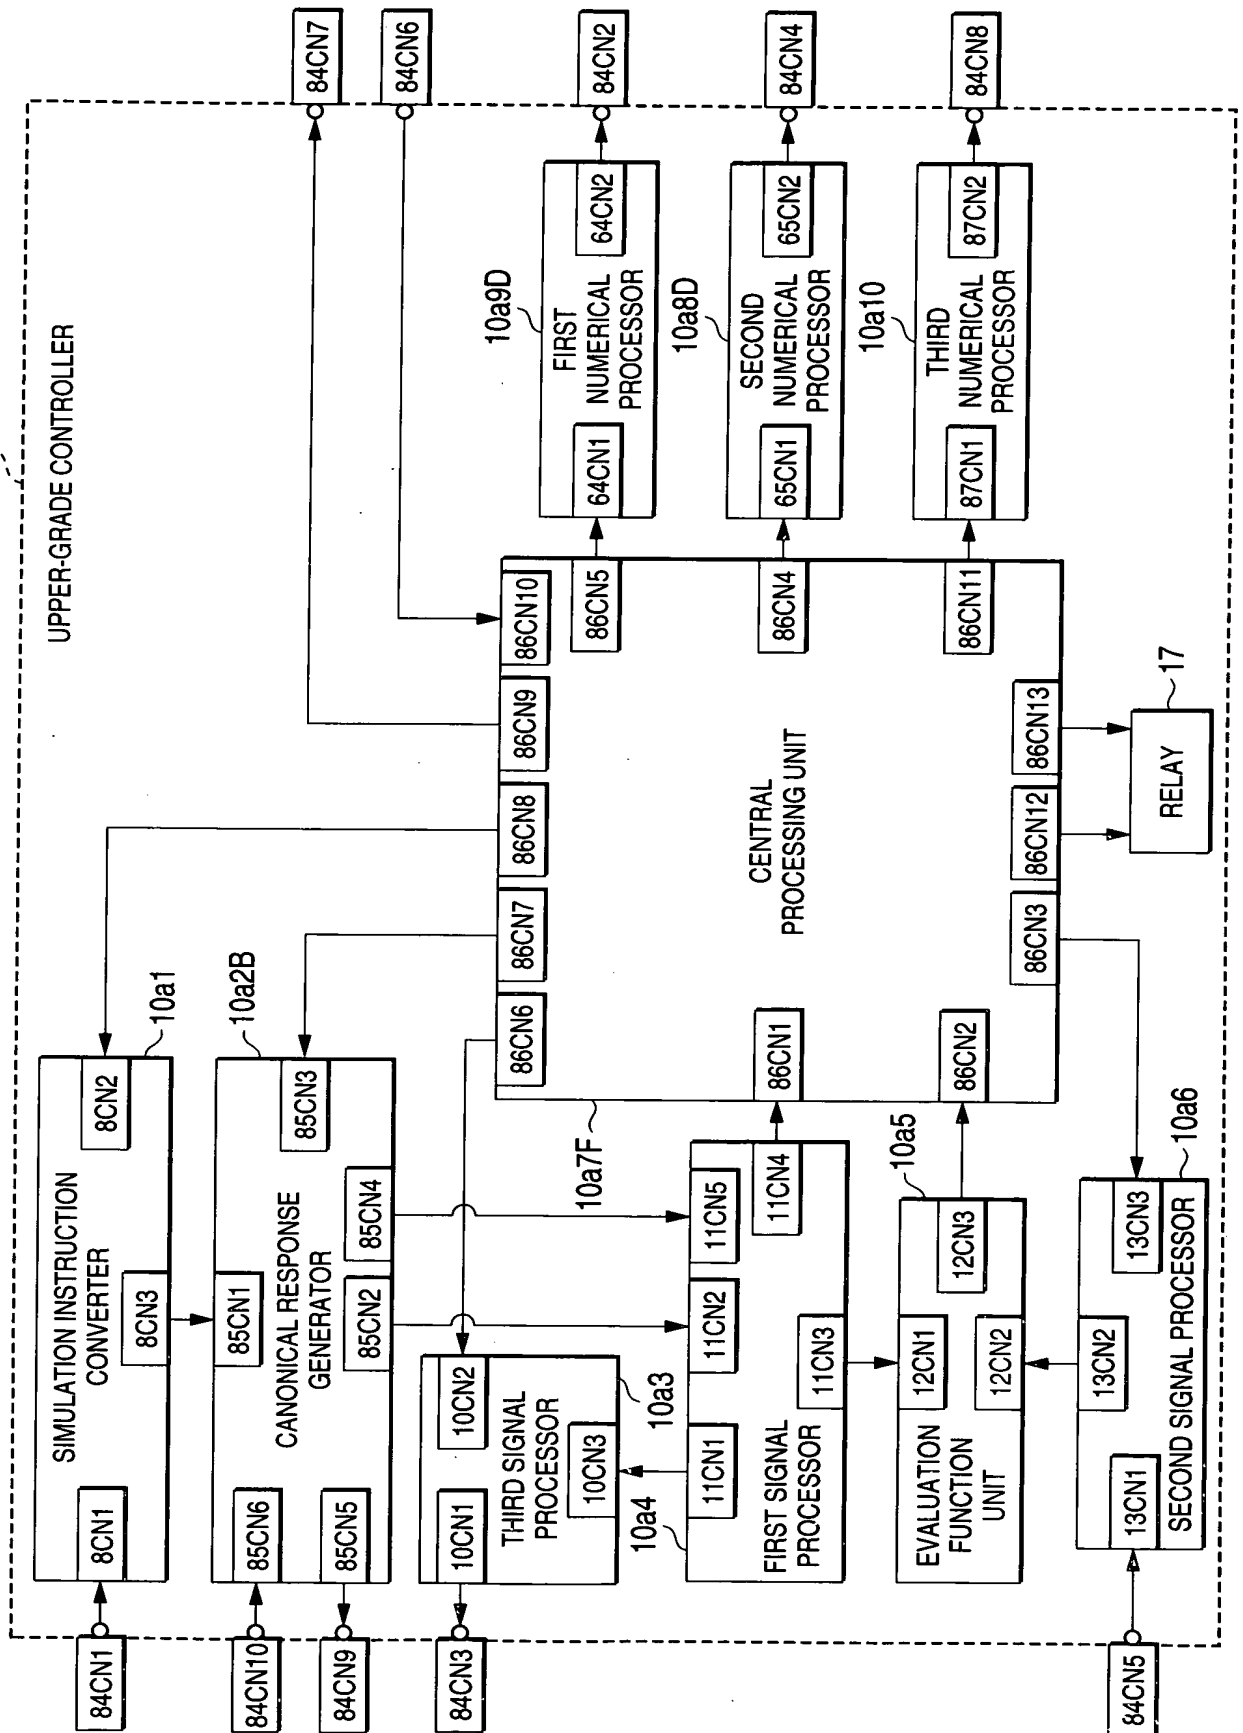 UPPER-GRADE CONTROLLER
84CN1
8CN1
SIMULATION INSTRUCTION
CONVERTER
8CN3
8CN2
10a1
84CN7
84CN6
84CN10
84CN9
85CN6
85CN5
CANONICAL RESPONSE
GENERATOR
85CN1
85CN2
85CN4
85CN3
10a2B
84CN3
10CN1
THIRD SIGNAL
PROCESSOR
10CN2
10CN3
10a3
10a4
FIRST SIGNAL
PROCESSOR
11CN1
11CN2
11CN5
11CN3
11CN4
10a7F
86CN6
86CN7
86CN8
86CN9
86CN10
86CN1
86CN2
CENTRAL
PROCESSING UNIT
86CN5
86CN4
86CN11
86CN3
86CN12
86CN13
RELAY
17
EVALUATION
FUNCTION
UNIT
12CN1
12CN2
12CN3
10a5
84CN5
13CN1
SECOND SIGNAL PROCESSOR
13CN2
13CN3
10a6
64CN1
FIRST
NUMERICAL
PROCESSOR
64CN2
10a9D
84CN2
65CN1
SECOND
NUMERICAL
PROCESSOR
65CN2
10a8D
84CN4
87CN1
THIRD
NUMERICAL
PROCESSOR
87CN2
10a10
84CN8